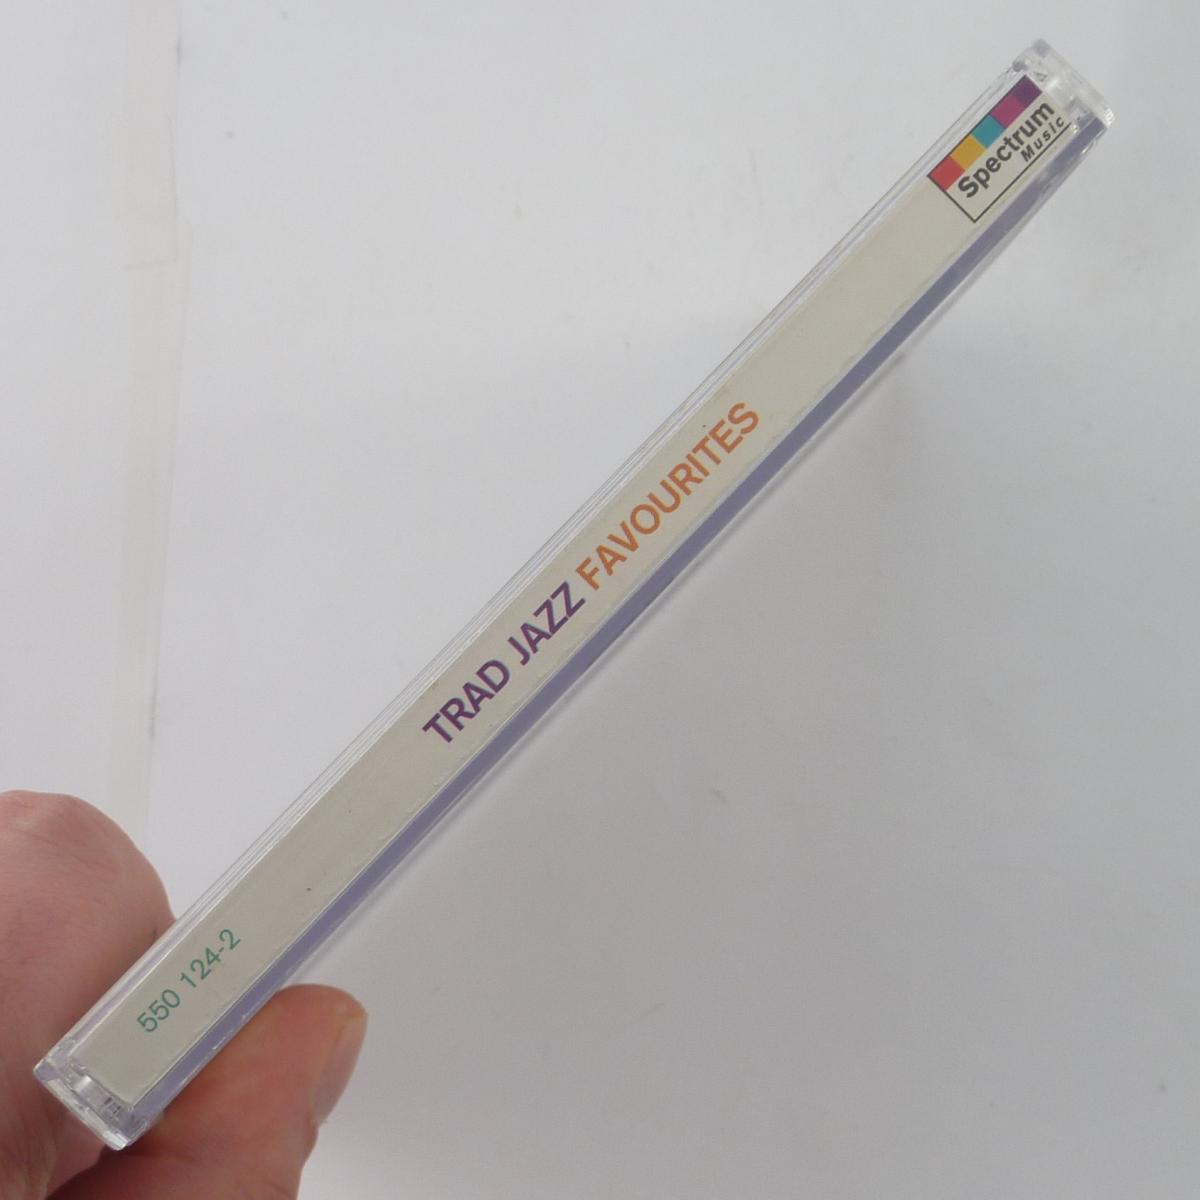 550 124-2
TRAD JAZZ FAVOURITES
Spectrum
Music